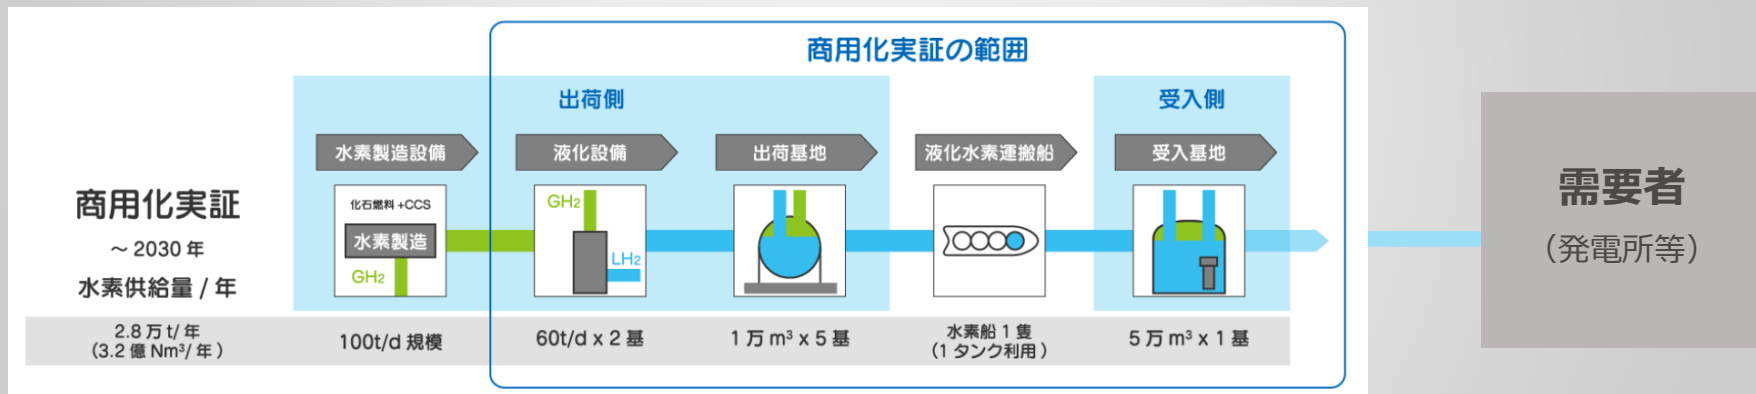 商用化実証の範囲
出荷側
受入側
水素製造設備
液化設備
出荷基地
液化水素運搬船
受入基地
商用化実証
～2030年
水素供給量 / 年
化石燃料+CCS
水素製造
GH2
GH2
LH2
需要者
（発電所等）
2.8万t/年
(3.2億Nm³/年)
100t/d 規模
60t/d x 2 基
1万m³ x 5 基
水素船1隻
(1タンク利用)
5万m³ x 1 基